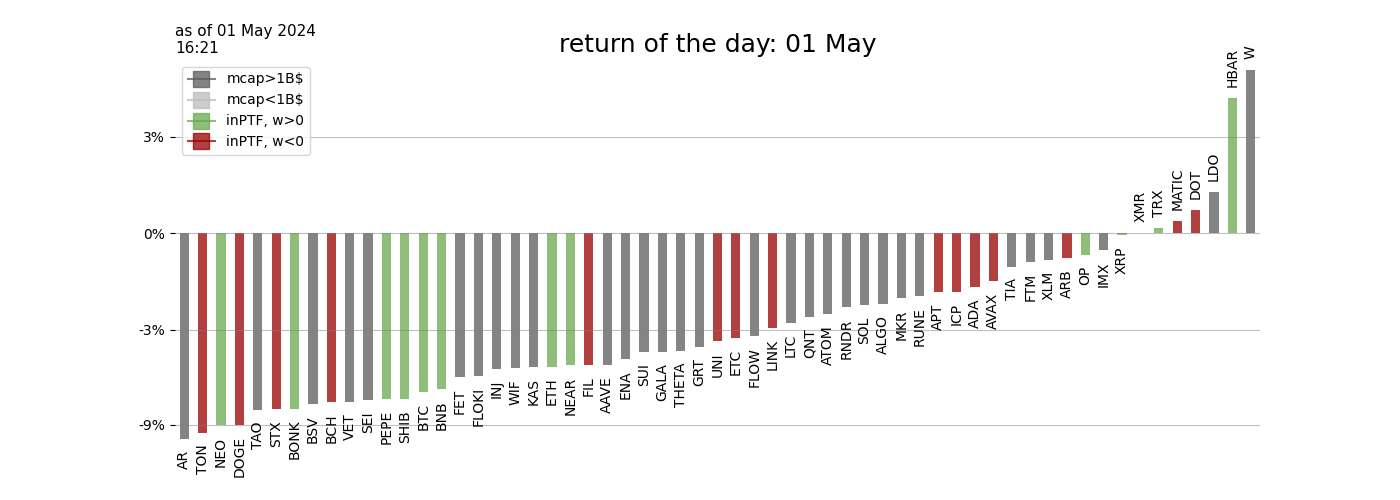 as of 01 May 2024
16:21
return of the day: 01 May
mcap>1B$
mcap<1B$
inPTF, w>0
inPTF, w<0
3%
0%
-3%
-9%
AR
TON
NEO
DOGE
TAO
STX
BONK
BSV
BCH
VET
SEI
PEPE
SHIB
BTC
BNB
FET
FLOKI
INJ
WIF
KAS
ETH
NEAR
FIL
AAVE
ENA
SUI
GALA
THETA
GRT
UNI
ETC
FLOW
LINK
LTC
QNT
ATOM
RNDR
SOL
ALGO
MKR
RUNE
APT
ICP
ADA
AVAX
TIA
FTM
XLM
ARB
OP
IMX
XRP
XMR
TRX
MATIC
DOT
LDO
HBAR
W